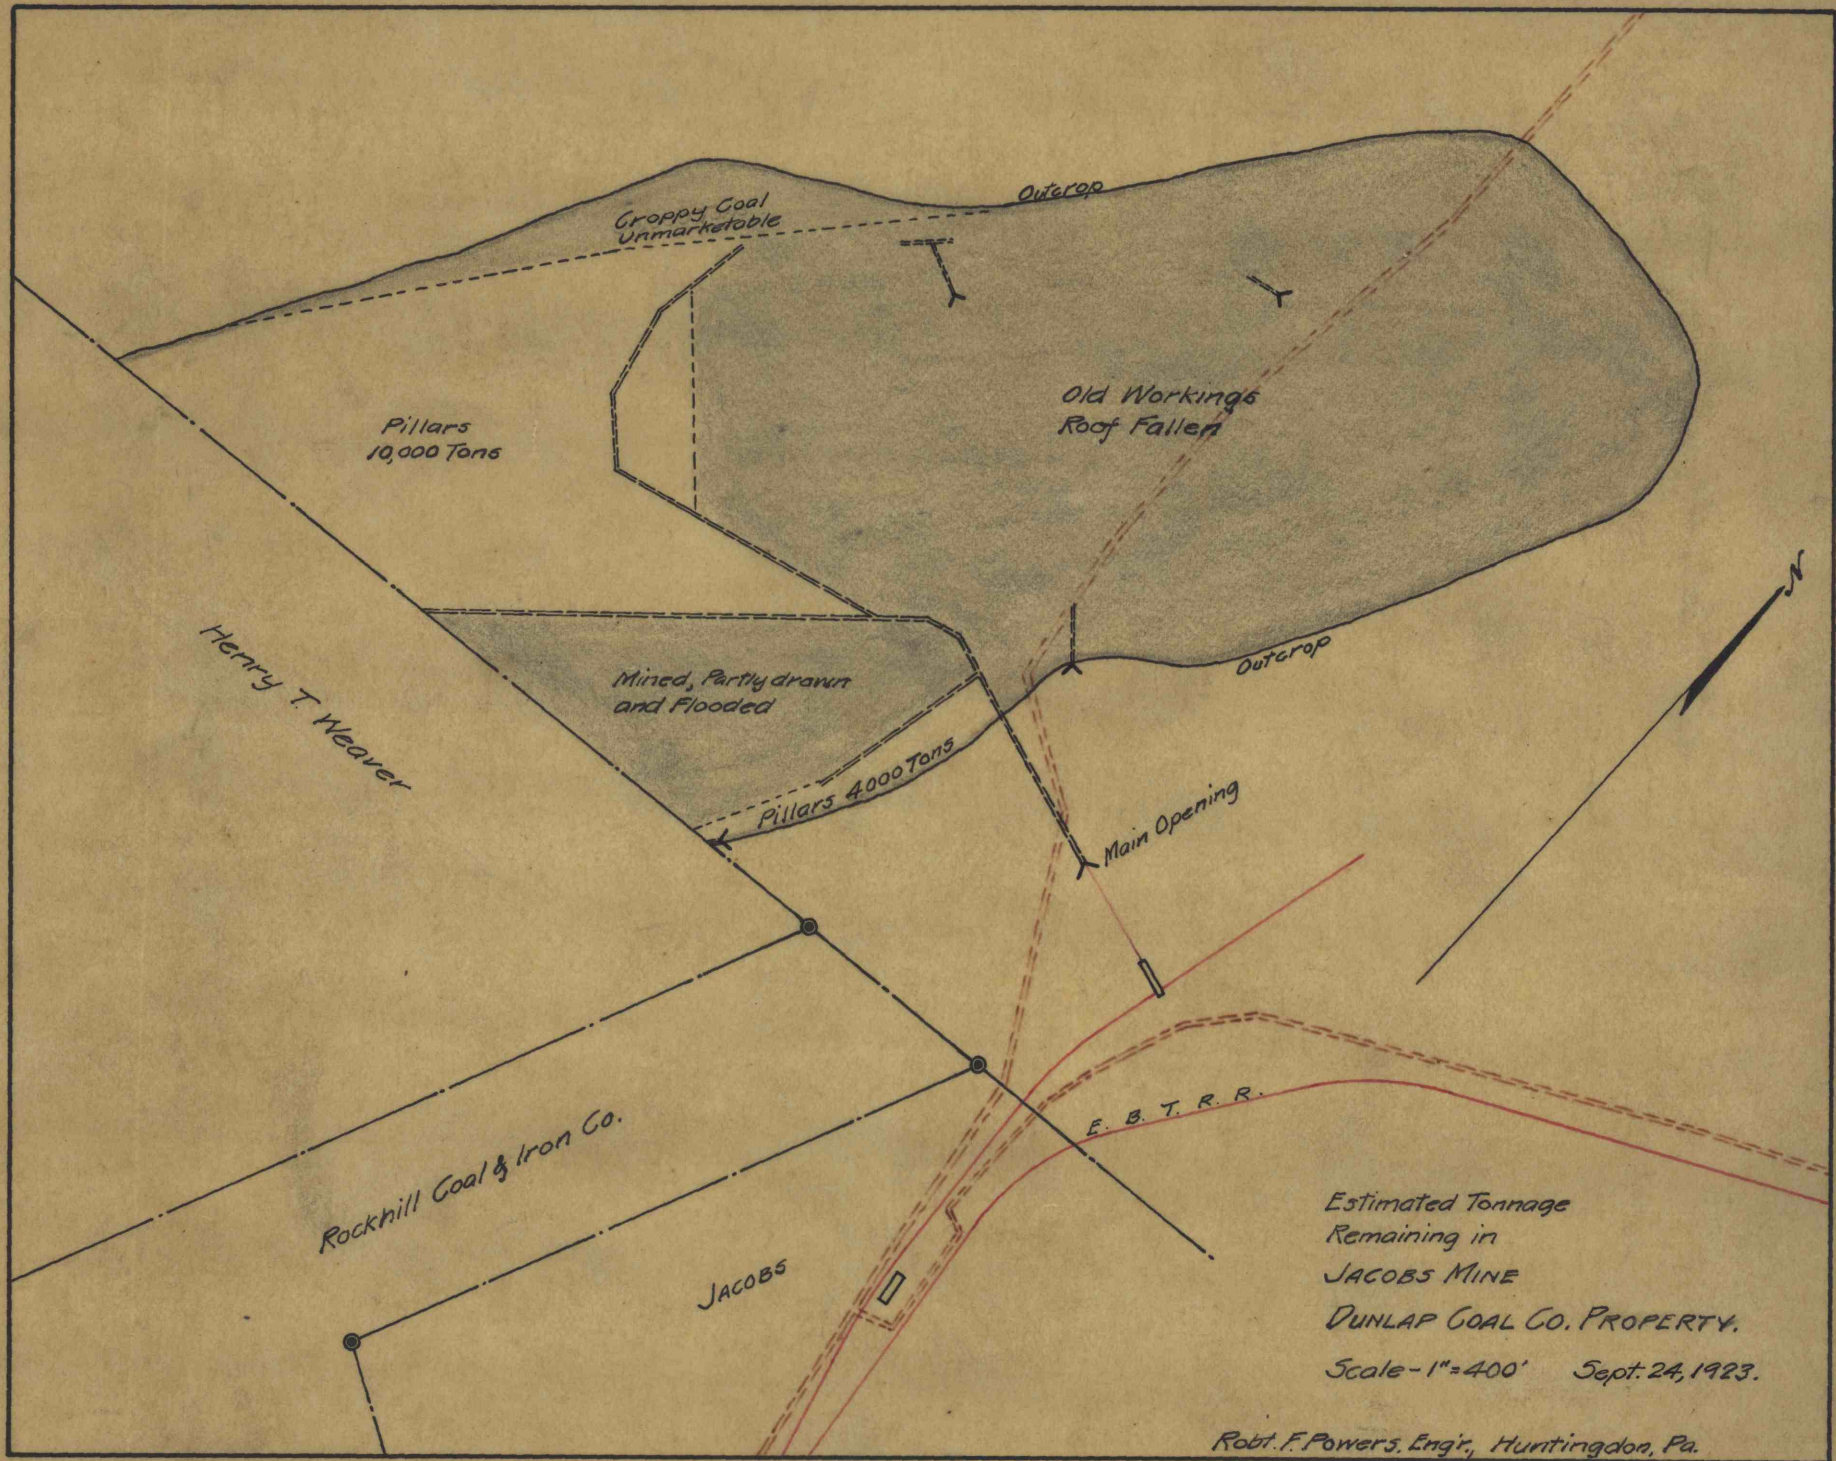 Outcrop
Croppy Coal
Unmarketable
Old Workings
Roof Fallen
Pillars
10,000 Tons
N
Henry T. Weaver
Outcrop
Mined, Partly drawn
and Flooded
Pillars 4000 Tons
Main Opening
E. B. T. R. R.
Rockhill Coal & Iron Co.
JACOBS
Estimated Tonnage
Remaining in
JACOBS MINE
DUNLAP COAL CO. PROPERTY.
Scale-1"=400' Sept. 24, 1923.
Robt. F. Powers. Eng'r., Huntingdon, Pa.